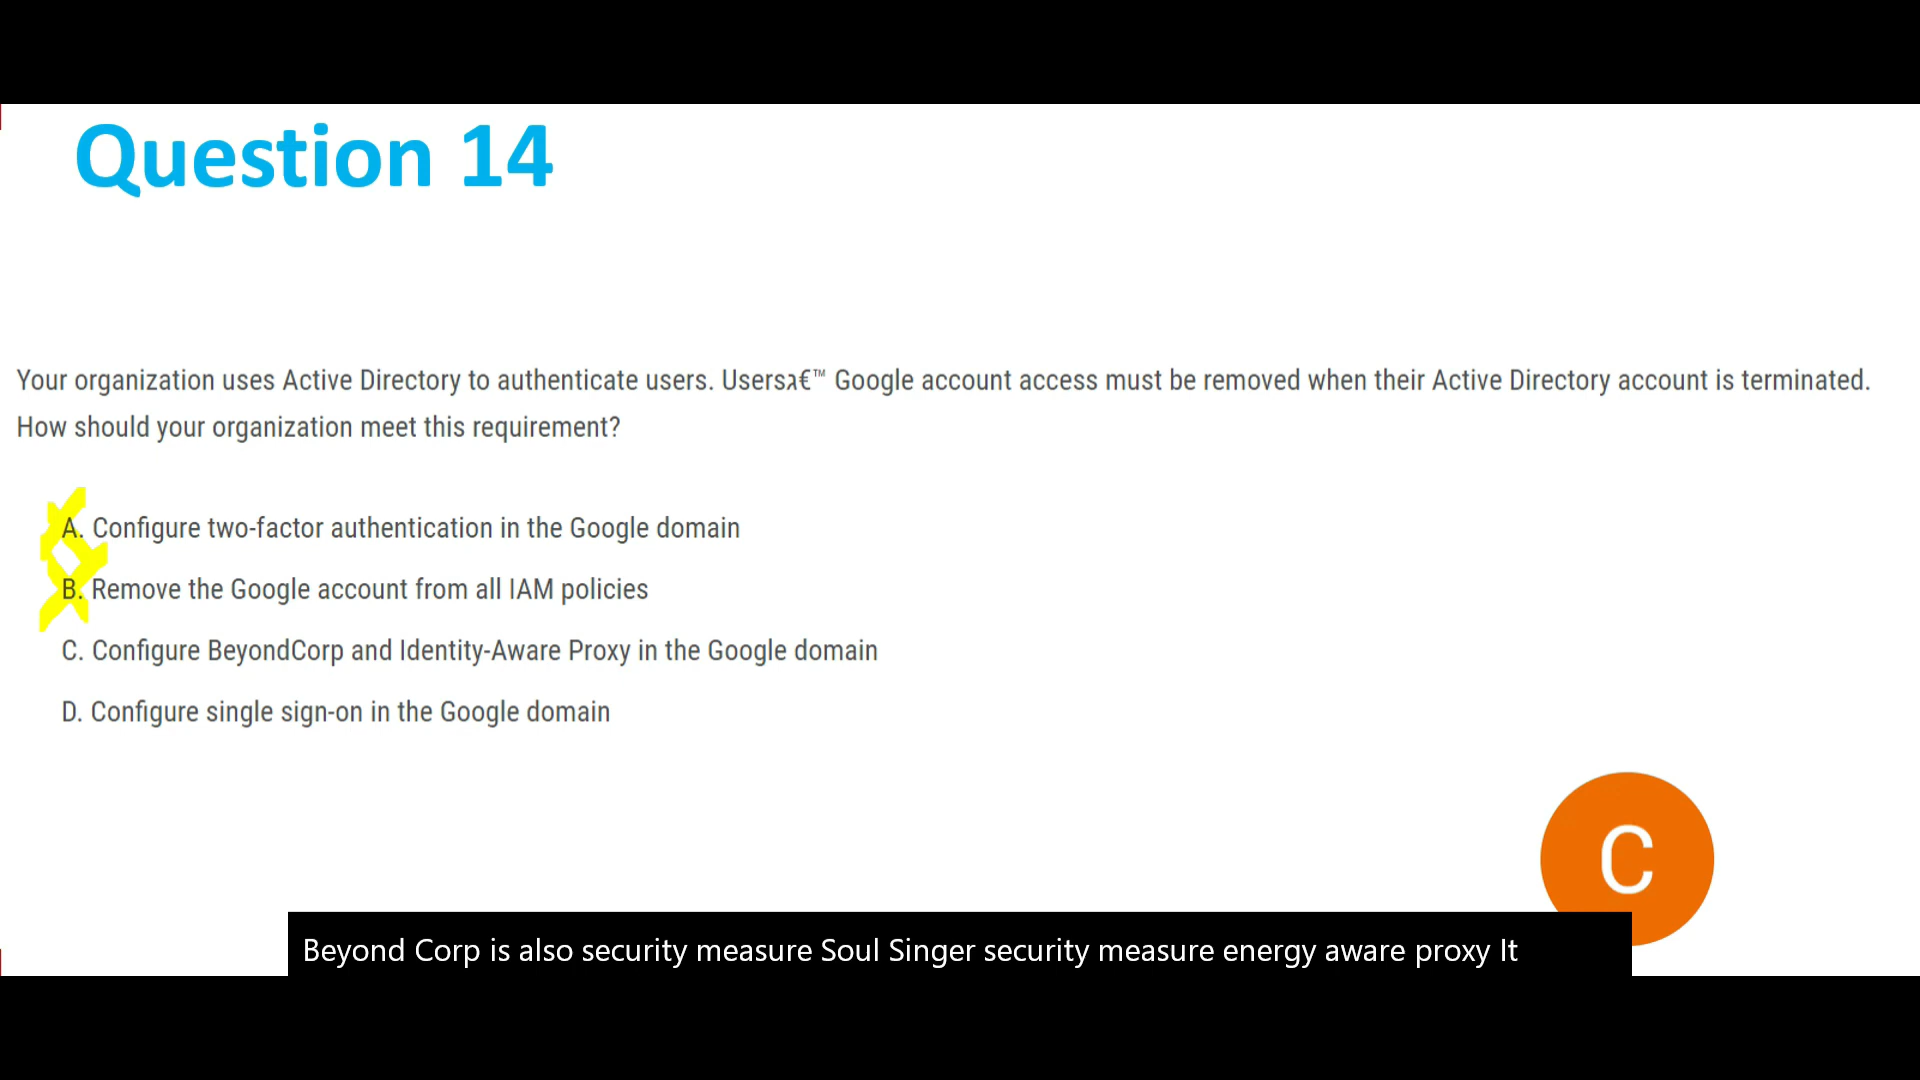 Question 14
Your organization uses Active Directory to authenticate users. Usersג€™ Google account access must be removed when their Active Directory account is terminated.
How should your organization meet this requirement?
A. Configure two-factor authentication in the Google domain
B. Remove the Google account from all IAM policies
C. Configure BeyondCorp and Identity-Aware Proxy in the Google domain
D. Configure single sign-on in the Google domain
C
Beyond Corp is also security measure Soul Singer security measure energy aware proxy It